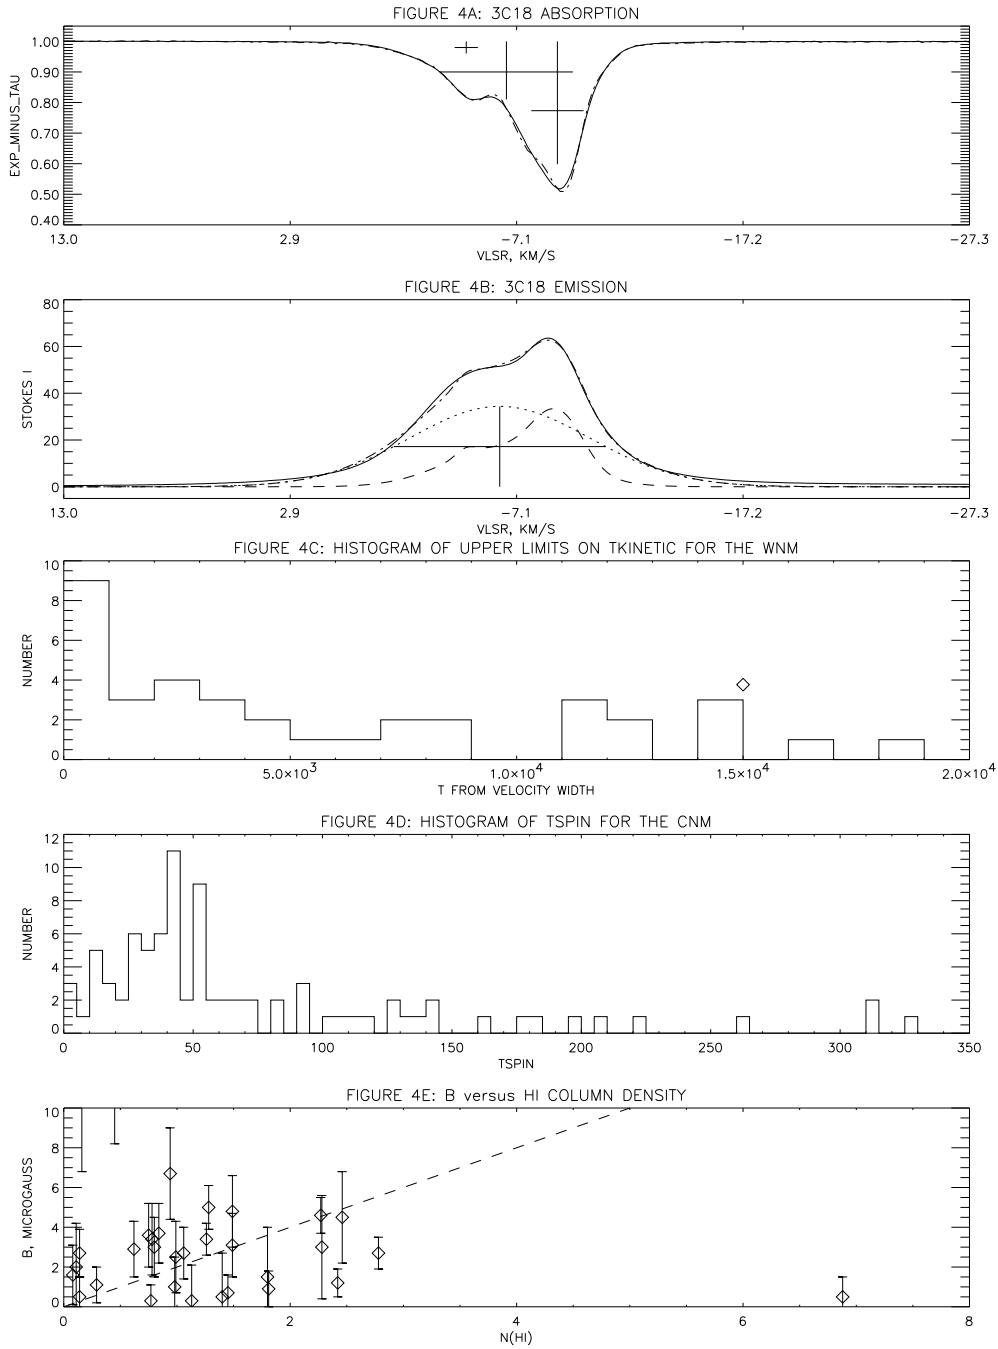 FIGURE 4A: 3C18 ABSORPTION
EXP_MINUS_TAU
1.00
0.90
0.80
0.70
0.60
0.50
0.40
13.0 2.9 −7.1 −17.2 −27.3
VLSR, KM/S
FIGURE 4B: 3C18 EMISSION
STOKES I
80
60
40
20
0
13.0 2.9 −7.1 −17.2 −27.3
VLSR, KM/S
FIGURE 4C: HISTOGRAM OF UPPER LIMITS ON TKINETIC FOR THE WNM
NUMBER
10
8
6
4
2
0
0 5.0×10³ 1.0×10⁴ 1.5×10⁴ 2.0×10⁴
T FROM VELOCITY WIDTH
FIGURE 4D: HISTOGRAM OF TSPIN FOR THE CNM
NUMBER
12
10
8
6
4
2
0
0 50 100 150 200 250 300 350
TSPIN
FIGURE 4E: B versus HI COLUMN DENSITY
B, MICROGAUSS
10
8
6
4
2
0
0 2 4 6 8
N(HI)